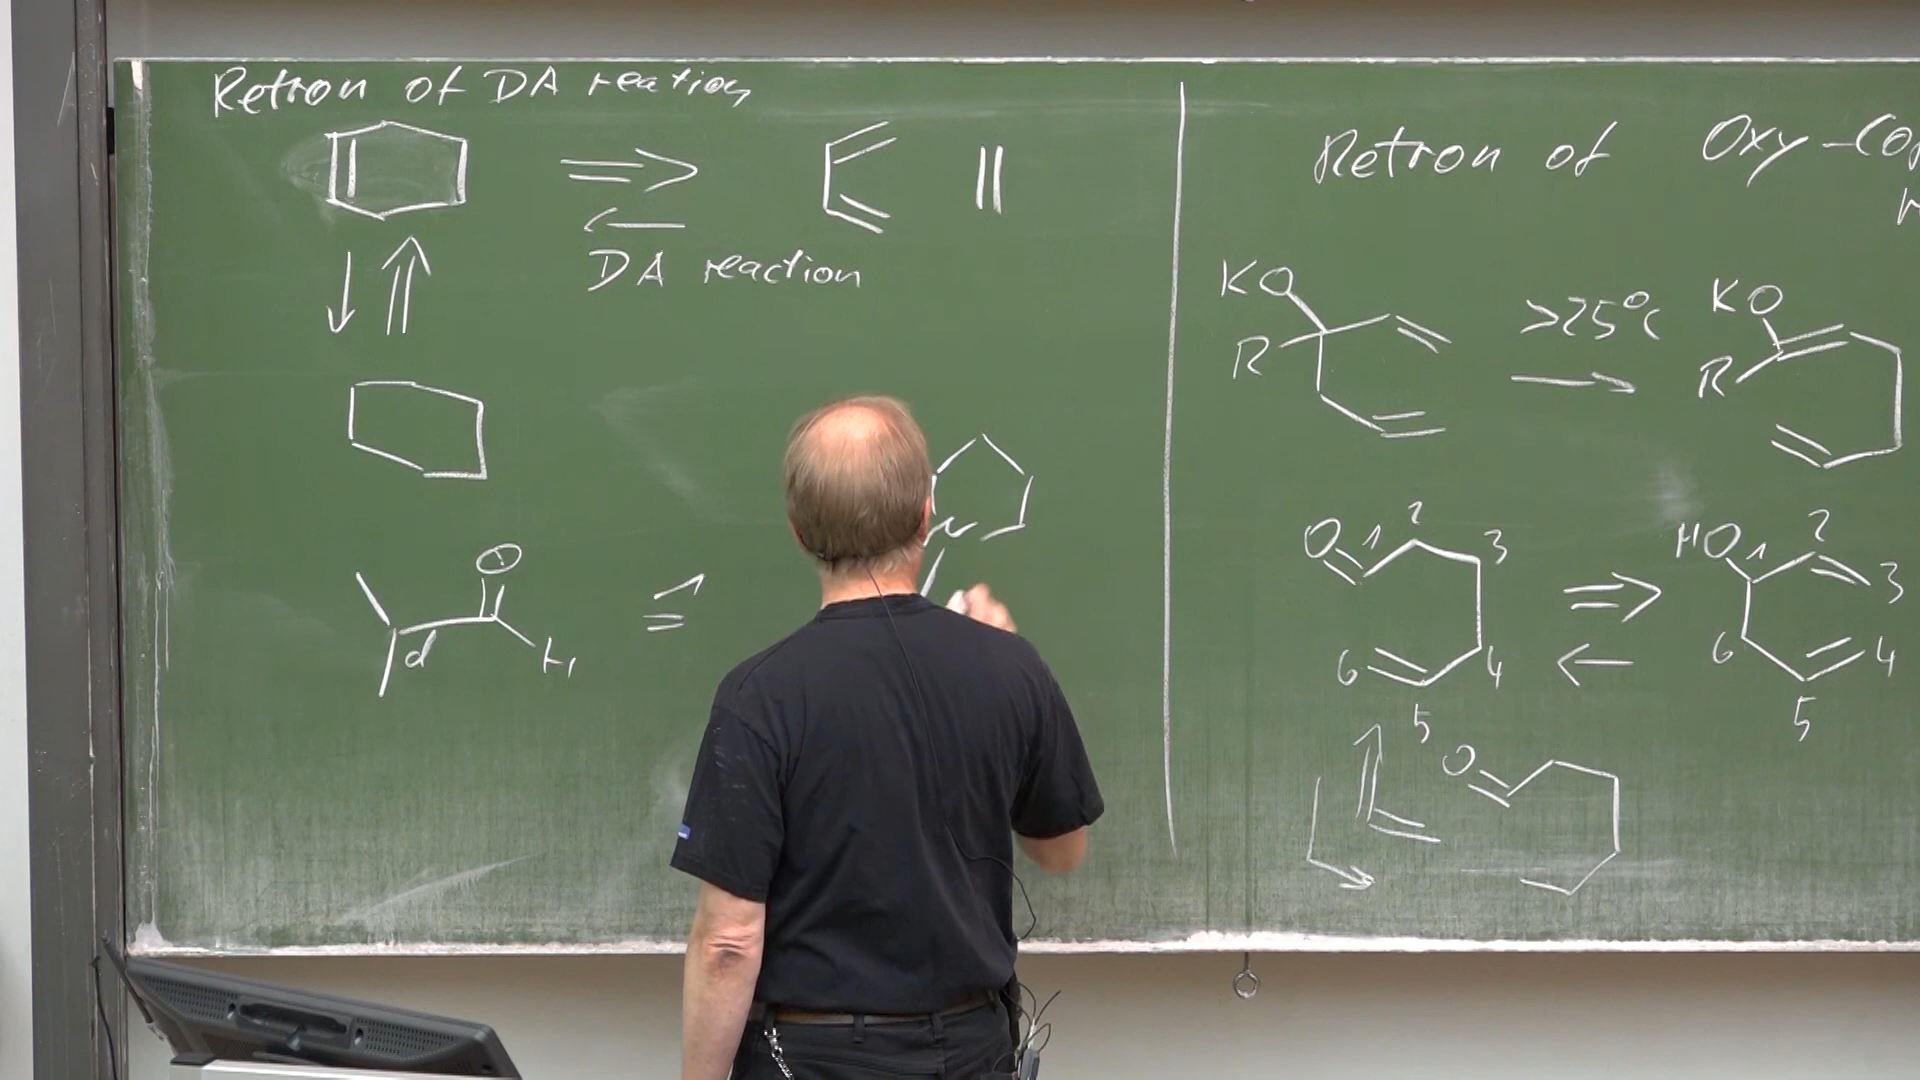 Retron of DA reation
DA reaction
O
d
H
N
Retron of Oxy-Co
KO
R
>25°C
KO
R
O 1 2 3
6 5 4
HO 1 2 3
6 5 4
O